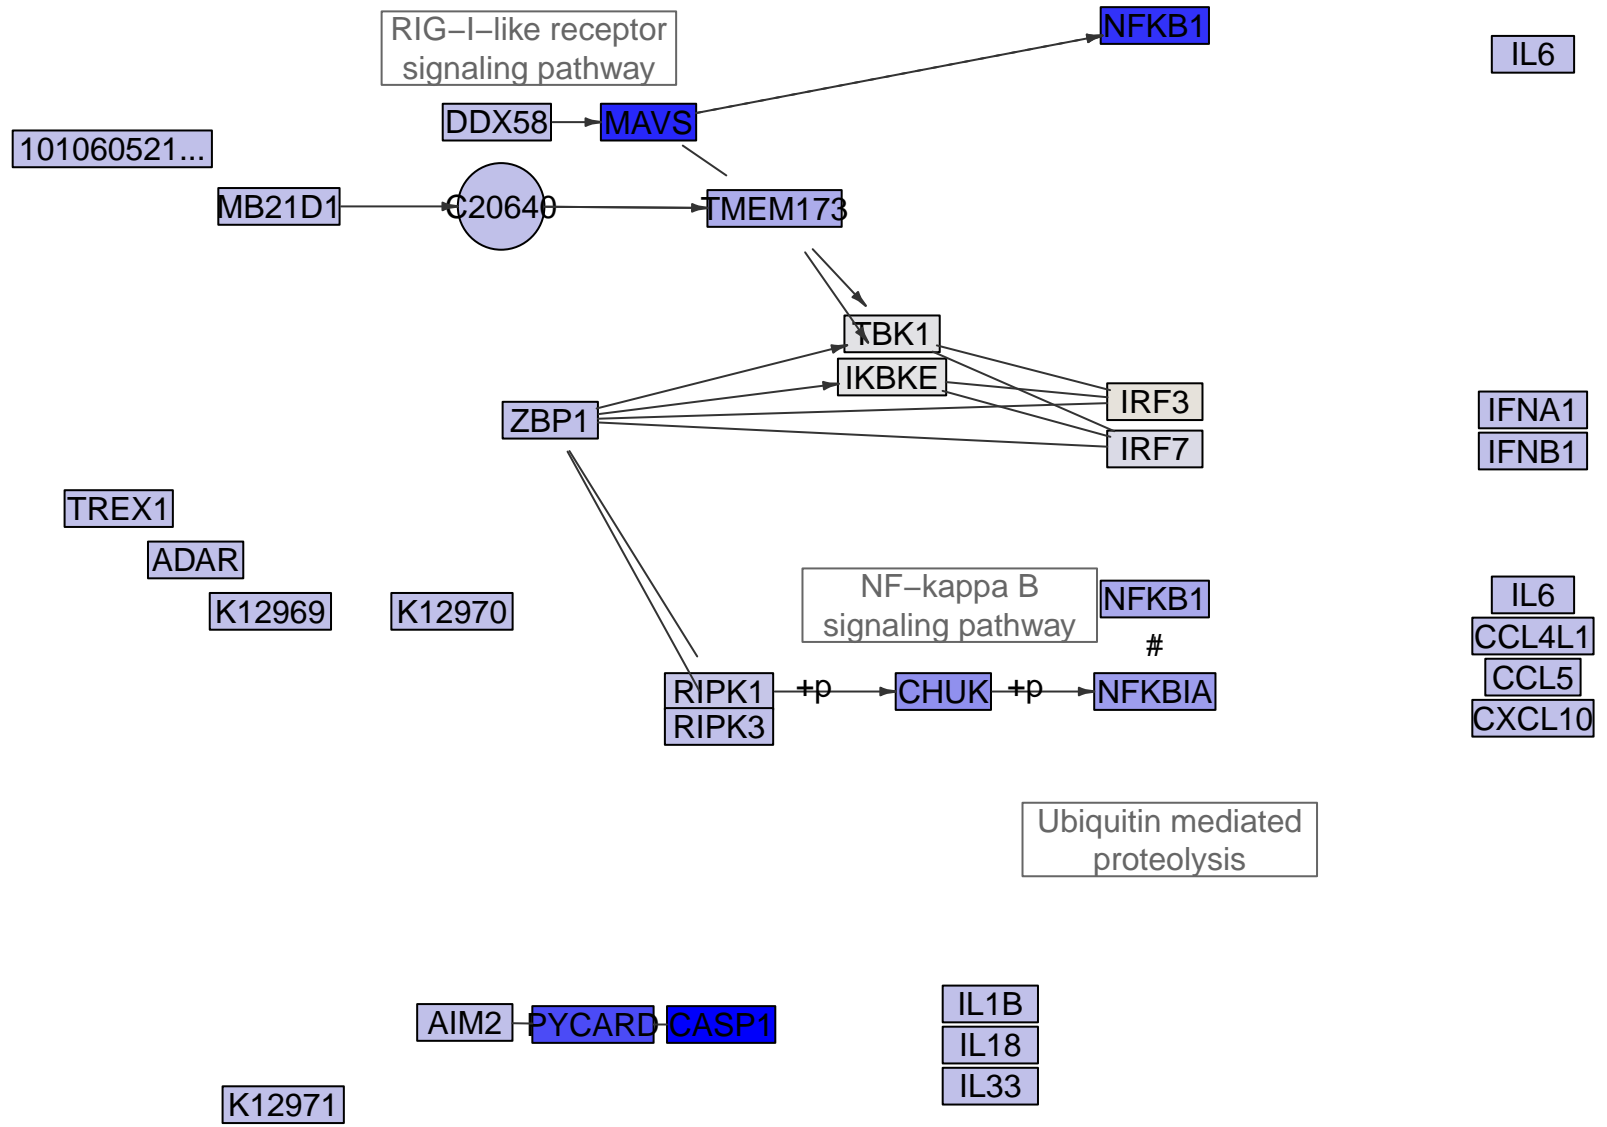 RIG−I−like receptor
signaling pathway
NFKB1
IL6
DDX58
MAVS
101060521...
MB21D1
C20640
TMEM173
TBK1
IKBKE
ZBP1
IRF3
IRF7
IFNA1
IFNB1
TREX1
ADAR
K12969
K12970
NF−kappa B
signaling pathway
NFKB1
#
IL6
CCL4L1
CCL5
CXCL10
RIPK1
+p
CHUK
+p
NFKBIA
RIPK3
Ubiquitin mediated
proteolysis
AIM2
PYCARD
CASP1
IL1B
IL18
IL33
K12971